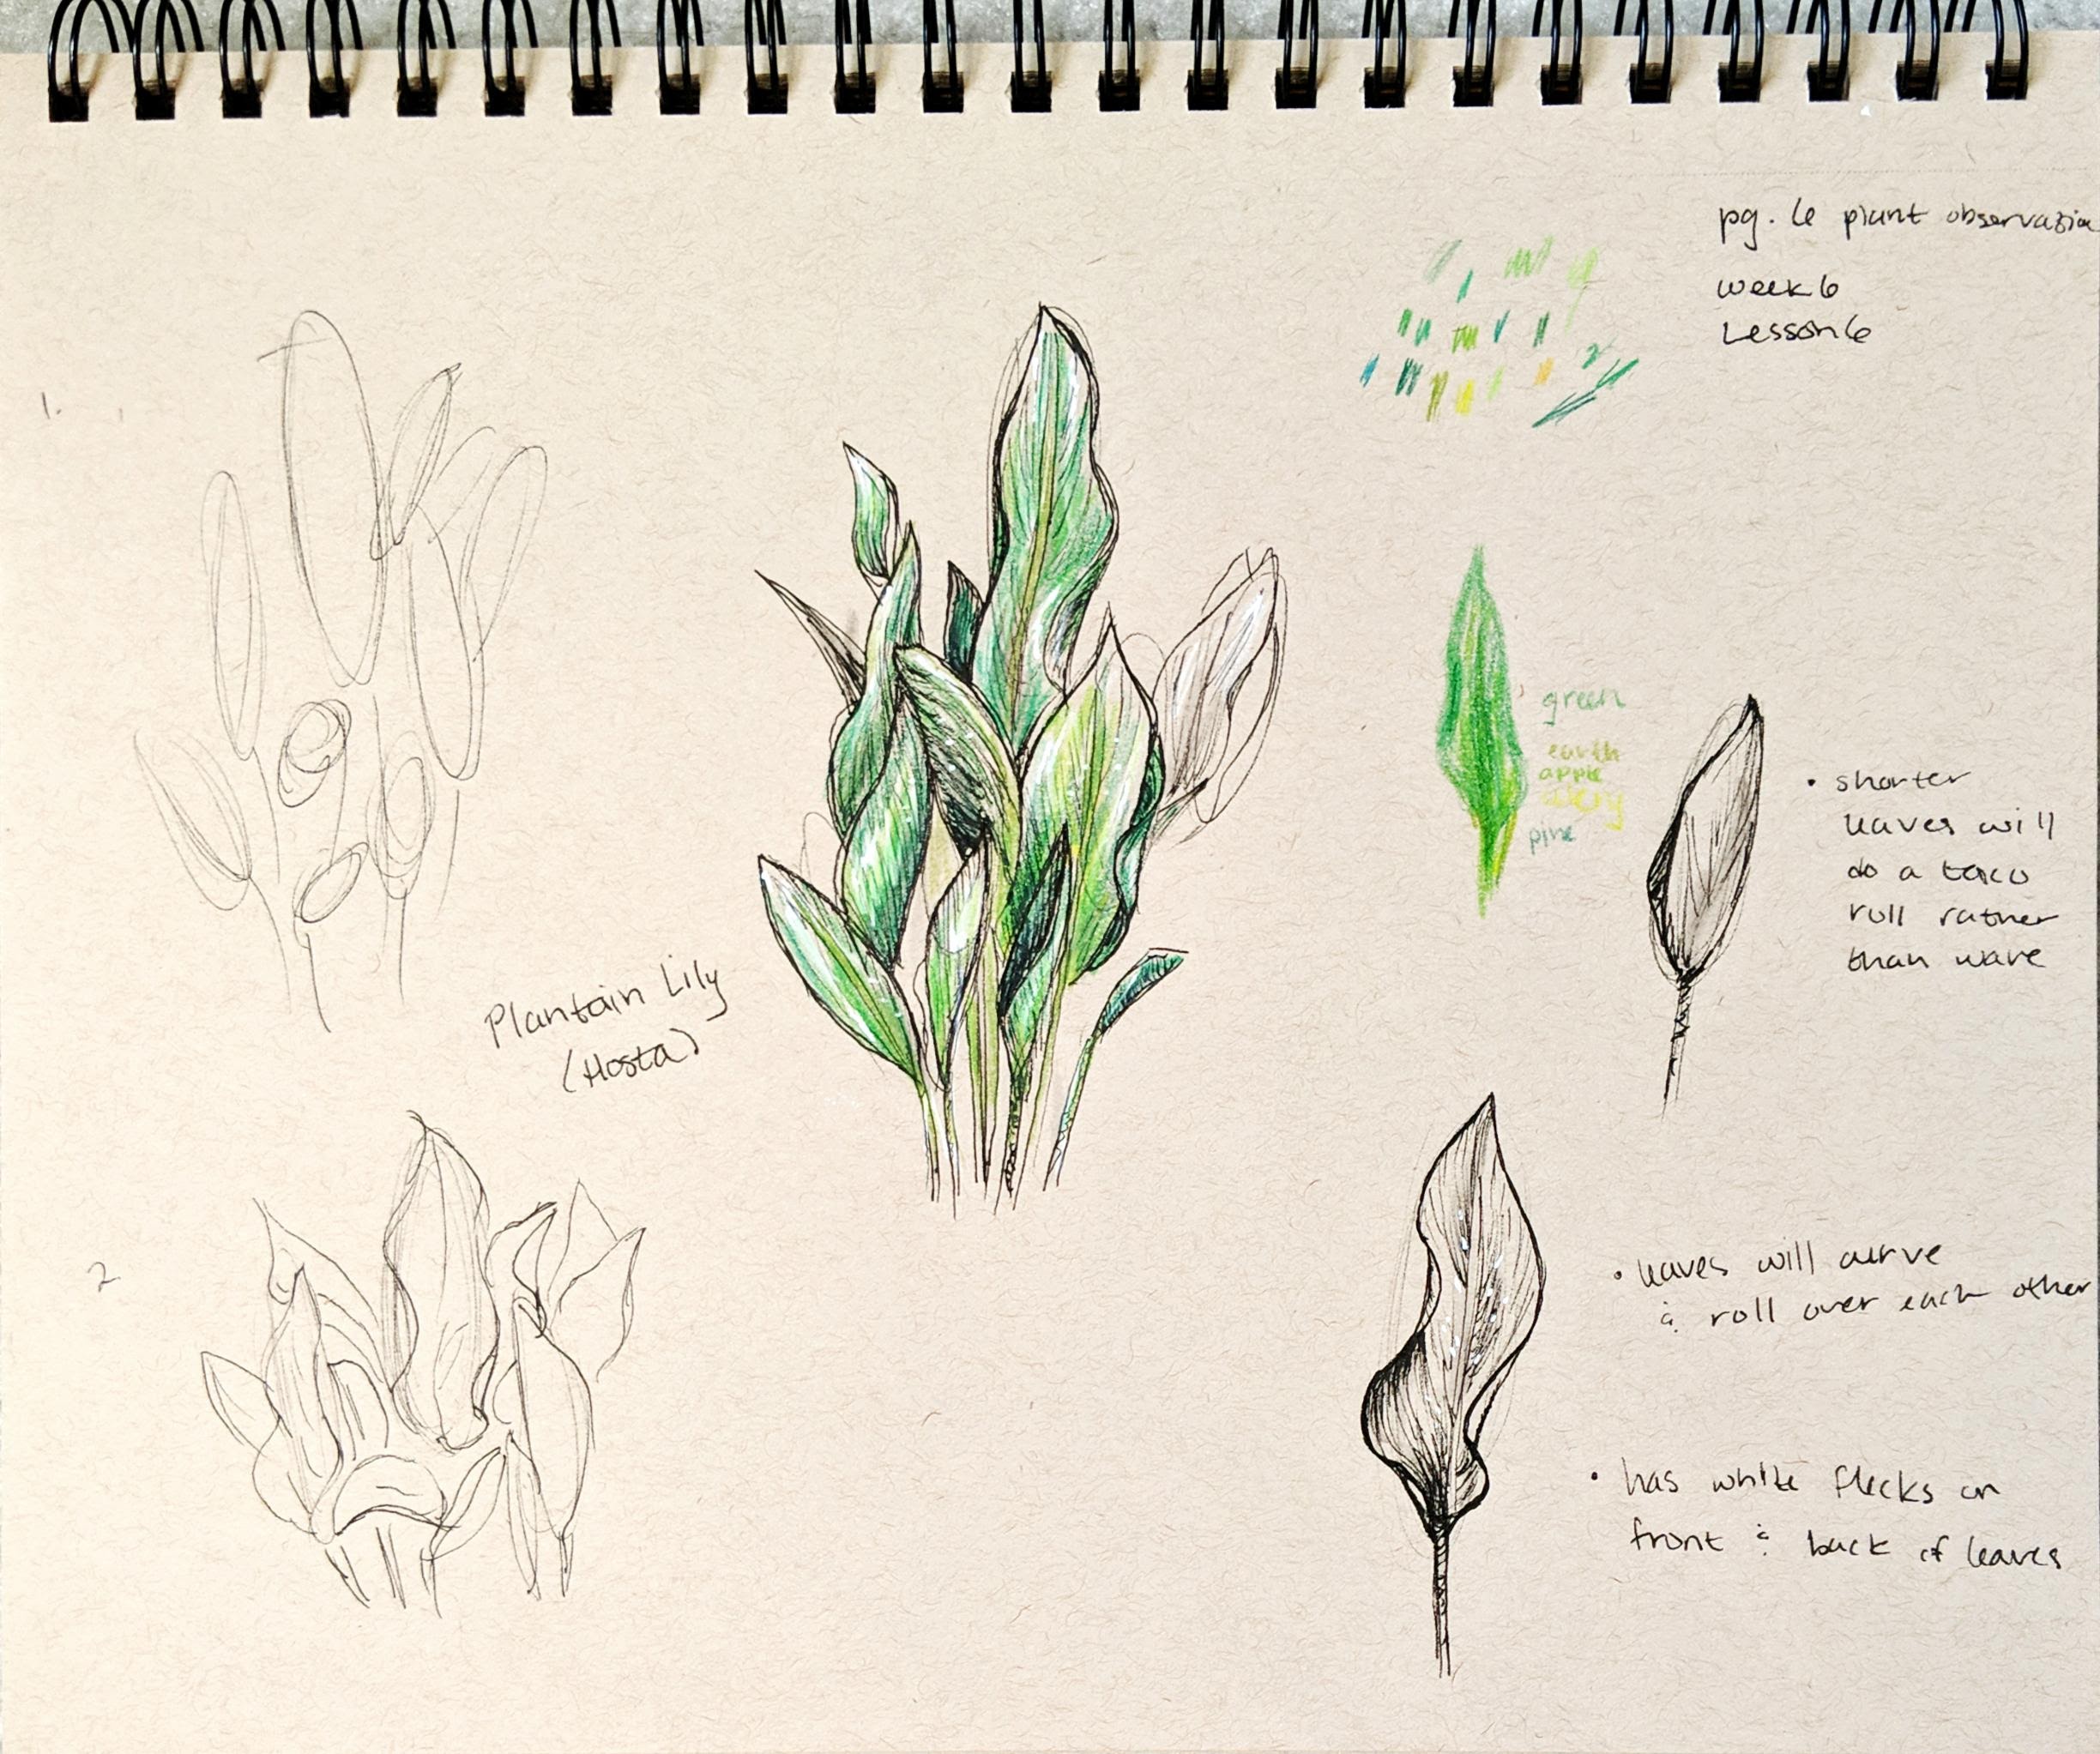 pg. 6 plant observation
week 6
Lesson 6
1.
green
earth
apple
celery
pine
• shorter
leaves will
do a taco
roll rather
than wave
Plantain Lily
(Hosta)
2
• leaves will curve
& roll over each other
• has white flecks on
front & back of leaves